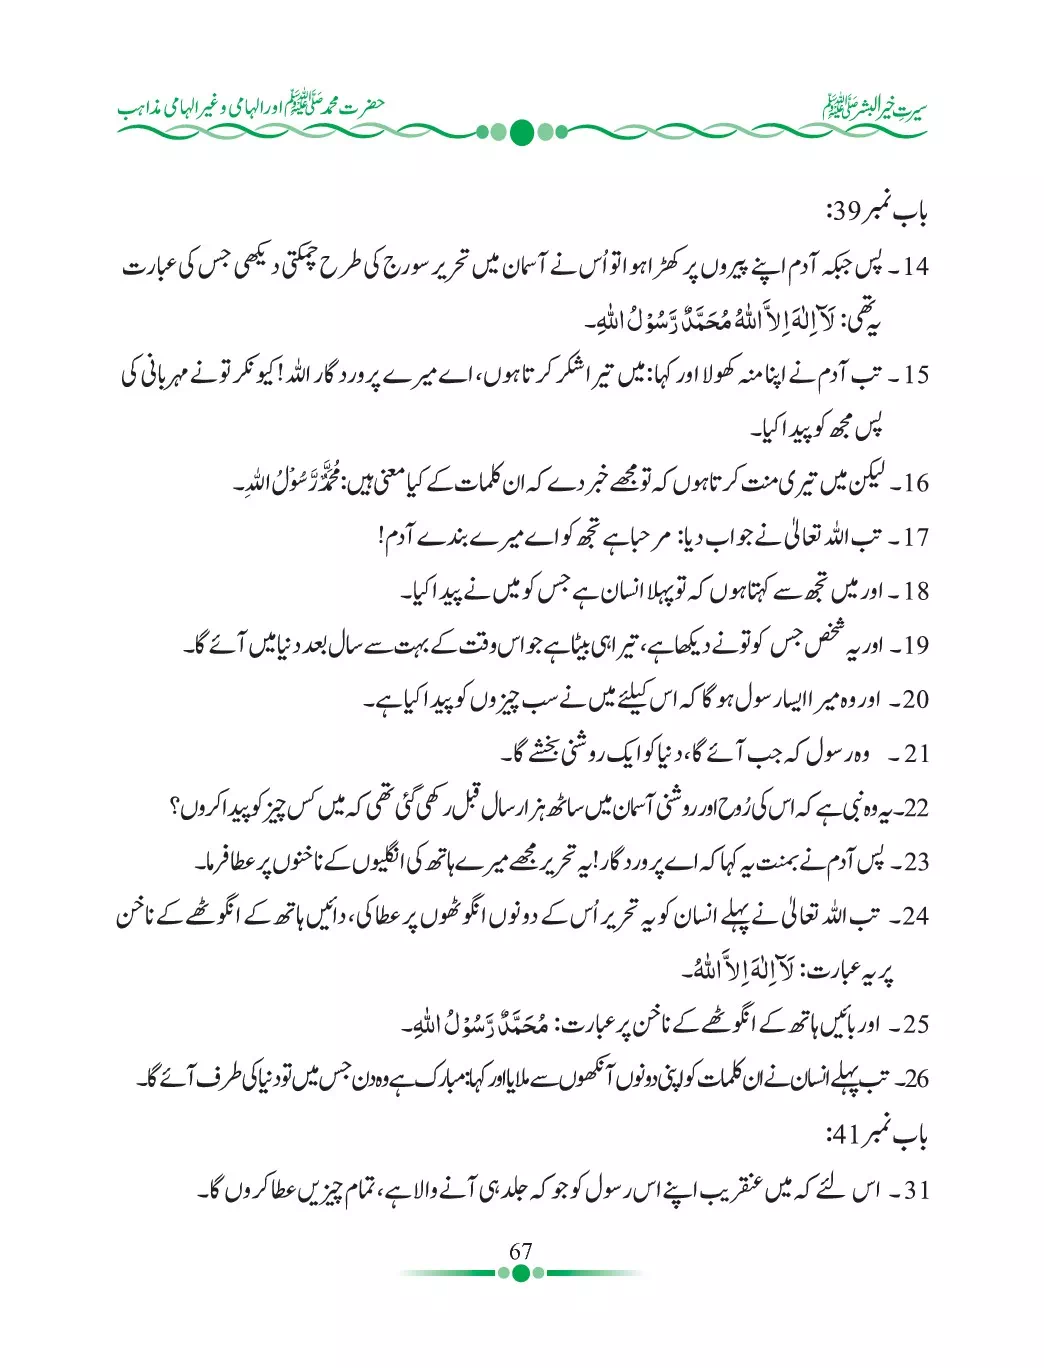 سیرتِ خیر البشر ﷺ
حضرت محمد ﷺ اور الہامی و غیر الہامی مذاہب
باب نمبر 39:
14۔ پس جبکہ آدم اپنے پیروں پر کھڑا ہوا تو اُس نے آسمان میں تحریر سورج کی طرح چمکتی دیکھی جس کی عبارت
یہ تھی: لَآ اِلٰهَ اِلاَّ اللهُ مُحَمَّدٌ رَّسُوْلُ اللهِ۔
15۔ تب آدم نے اپنا منہ کھولا اور کہا: میں تیرا شکر کرتا ہوں، اے میرے پروردگار اللہ! کیونکر تو نے مہربانی کی
پس مجھ کو پیدا کیا۔
16۔ لیکن میں تیری منت کرتا ہوں کہ تو مجھے خبر دے کہ ان کلمات کے کیا معنی ہیں: مُحَمَّدٌ رَّسُوْلُ اللهِ۔
17۔ تب اللہ تعالیٰ نے جواب دیا: مرحبا ہے تجھ کو اے میرے بندے آدم!
18۔ اور میں تجھ سے کہتا ہوں کہ تو پہلا انسان ہے جس کو میں نے پیدا کیا۔
19۔ اور یہ شخص جس کو تو نے دیکھا ہے، تیرا ہی بیٹا ہے جو اس وقت کے بہت سے سال بعد دنیا میں آئے گا۔
20۔ اور وہ میرا ایسا رسول ہو گا کہ اس کیلئے میں نے سب چیزوں کو پیدا کیا ہے۔
21۔ وہ رسول کہ جب آئے گا، دنیا کو ایک روشنی بخشے گا۔
22۔ یہ وہ نبی ہے کہ اس کی رُوح اور روشنی آسمان میں ساٹھ ہزار سال قبل رکھی گئی تھی کہ میں کس چیز کو پیدا کروں؟
23۔ پس آدم نے بمنت یہ کہا کہ اے پروردگار! یہ تحریر مجھے میرے ہاتھ کی انگلیوں کے ناخنوں پر عطا فرما۔
24۔ تب اللہ تعالیٰ نے پہلے انسان کو یہ تحریر اُس کے دونوں انگوٹھوں پر عطا کی، دائیں ہاتھ کے انگوٹھے کے ناخن
پر یہ عبارت: لَآ اِلٰهَ اِلاَّ اللهُ۔
25۔ اور بائیں ہاتھ کے انگوٹھے کے ناخن پر عبارت: مُحَمَّدٌ رَّسُوْلُ اللهِ۔
26۔ تب پہلے انسان نے ان کلمات کو اپنی دونوں آنکھوں سے ملایا اور کہا: مبارک ہے وہ دن جس میں تو دنیا کی طرف آئے گا۔
باب نمبر 41:
31۔ اس لئے کہ میں عنقریب اپنے اس رسول کو جو کہ جلد ہی آنے والا ہے، تمام چیزیں عطا کروں گا۔
67